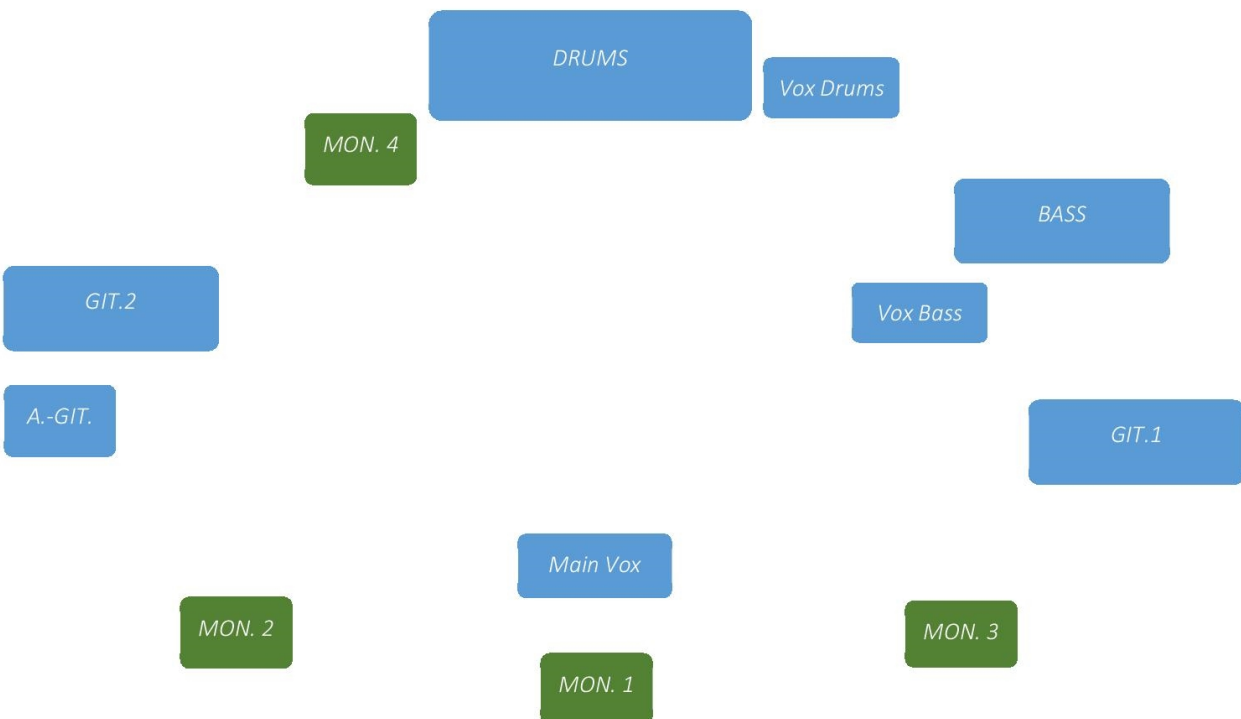 DRUMS
Vox Drums
MON. 4
BASS
GIT.2
Vox Bass
A.-GIT.
GIT.1
Main Vox
MON. 2
MON. 3
MON. 1